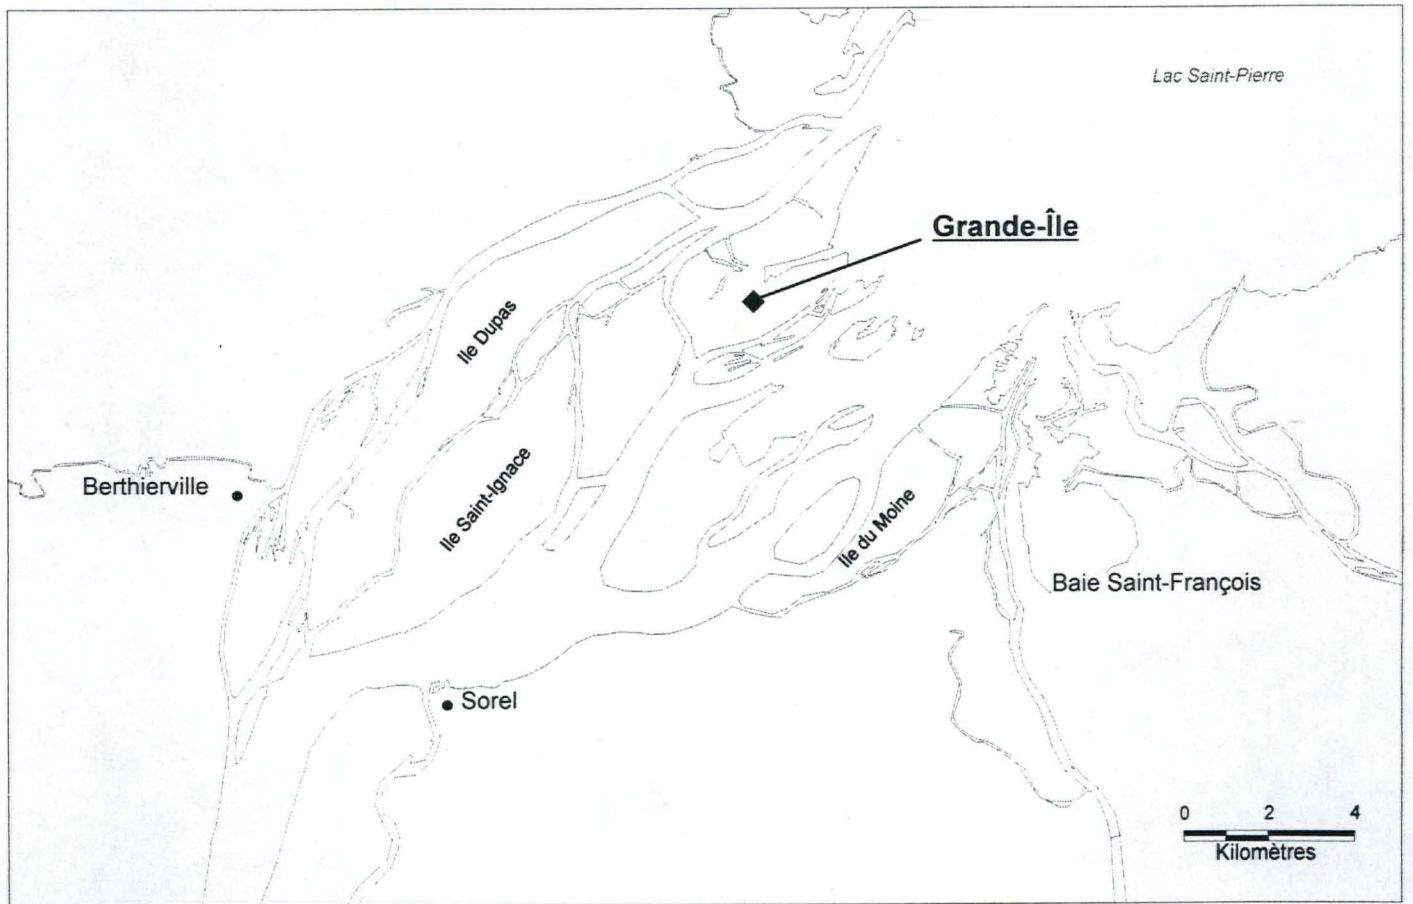 Lac Saint-Pierre
Grande-Île
Ile Dupas
Ile Saint-Ignace
Berthierville
Ile du Moine
Baie Saint-François
Sorel
0 2 4
Kilomètres